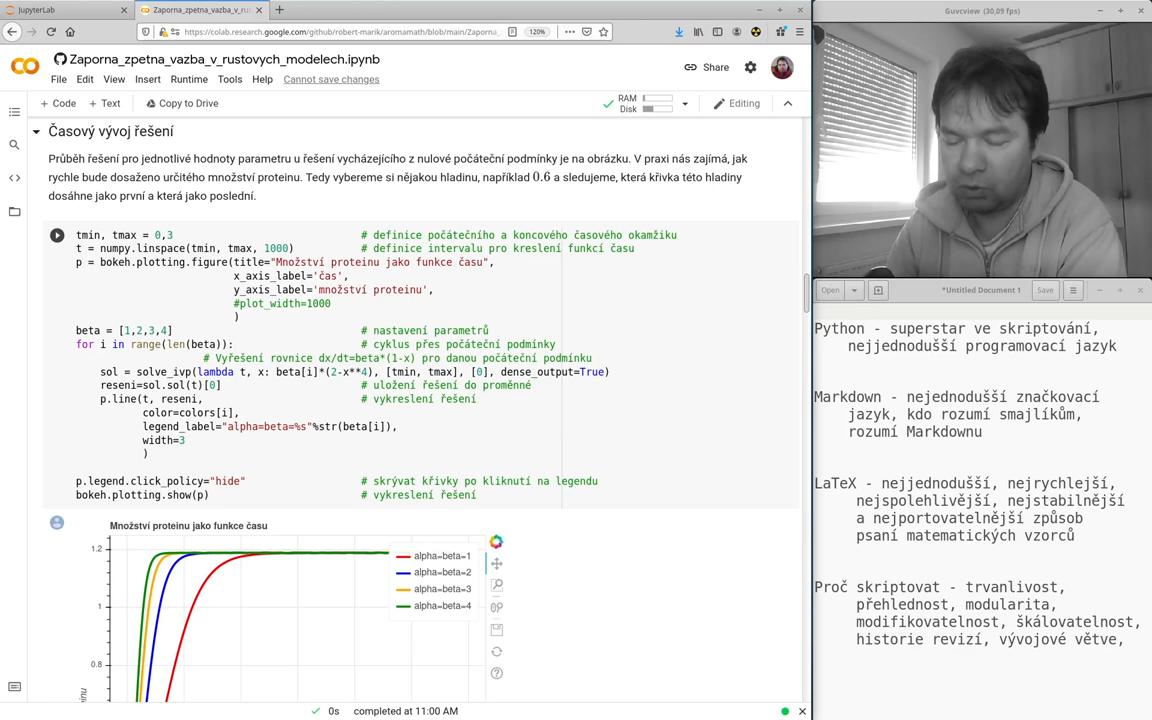 JupyterLab
Zaporna_zpetna_vazba_v_rus
https://colab.research.google.com/github/robert-marik/aromamath/blob/main/Zaporna_
120%
Zaporna_zpetna_vazba_v_rustovych_modelech.ipynb
File Edit View Insert Runtime Tools Help Cannot save changes
Share
+ Code + Text Copy to Drive
RAM
Disk
Editing
Časový vývoj řešení
Průběh řešení pro jednotlivé hodnoty parametru u řešení vycházejícího z nulové počáteční podmínky je na obrázku. V praxi nás zajímá, jak
rychle bude dosaženo určitého množství proteinu. Tedy vybereme si nějakou hladinu, například 0.6 a sledujeme, která křivka této hladiny
dosáhne jako první a která jako poslední.
tmin, tmax = 0,3 # definice počátečního a koncového časového okamžiku
t = numpy.linspace(tmin, tmax, 1000) # definice intervalu pro kreslení funkcí času
p = bokeh.plotting.figure(title="Množství proteinu jako funkce času",
x_axis_label='čas',
y_axis_label='množství proteinu',
#plot_width=1000
)
beta = [1,2,3,4] # nastavení parametrů
for i in range(len(beta)): # cyklus přes počáteční podmínky
# Vyřešení rovnice dx/dt=beta*(1-x) pro danou počáteční podmínku
sol = solve_ivp(lambda t, x: beta[i]*(2-x**4), [tmin, tmax], [0], dense_output=True)
reseni=sol.sol(t)[0] # uložení řešení do proměnné
p.line(t, reseni, # vykreslení řešení
color=colors[i],
legend_label="alpha=beta=%s"%str(beta[i]),
width=3
)
p.legend.click_policy="hide" # skrývat křivky po kliknutí na legendu
bokeh.plotting.show(p) # vykreslení řešení
Množství proteinu jako funkce času
1.2
1
0.8
alpha=beta=1
alpha=beta=2
alpha=beta=3
alpha=beta=4
0s completed at 11:00 AM
Guvcview (30,09 fps)
Open
*Untitled Document 1
Save
Python - superstar ve skriptování,
nejjednodušší programovací jazyk
Markdown - nejednodušší značkovací
jazyk, kdo rozumí smajlíkům,
rozumí Markdownu
LaTeX - nejjednodušší, nejrychlejší,
nejspolehlivější, nejstabilnější
a nejportovatelnější způsob
psaní matematických vzorců
Proč skriptovat - trvanlivost,
přehlednost, modularita,
modifikovatelnost, škálovatelnost,
historie revizí, vývojové větve,